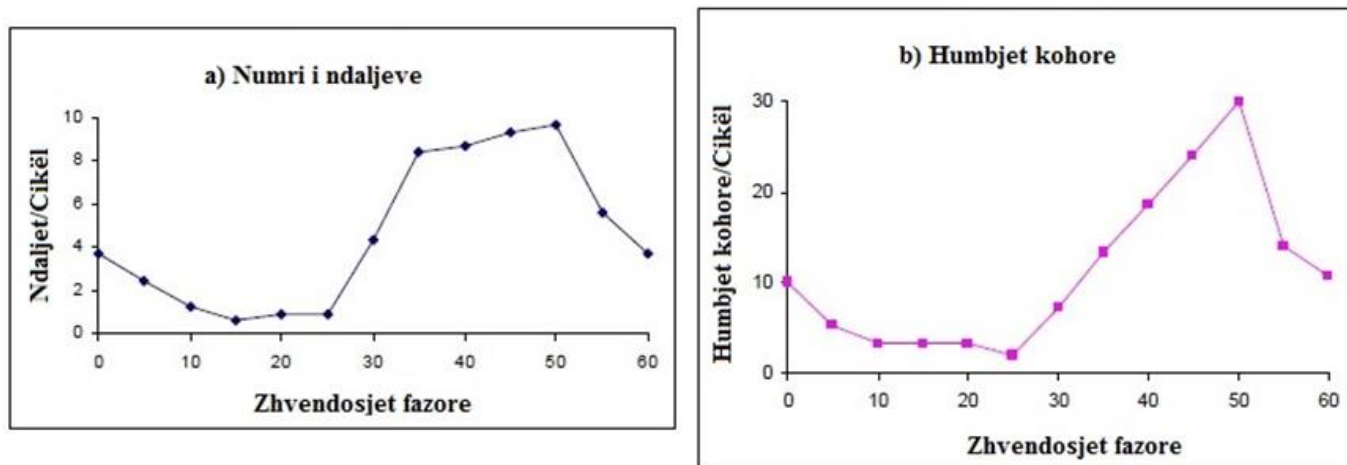 a) Numri i ndaljeve
Ndaljet/Cikël
10
8
6
4
2
0
0 10 20 30 40 50 60
Zhvendosjet fazore
b) Humbjet kohore
Humbjet kohore/Cikël
30
20
10
0
0 10 20 30 40 50 60
Zhvendosjet fazore